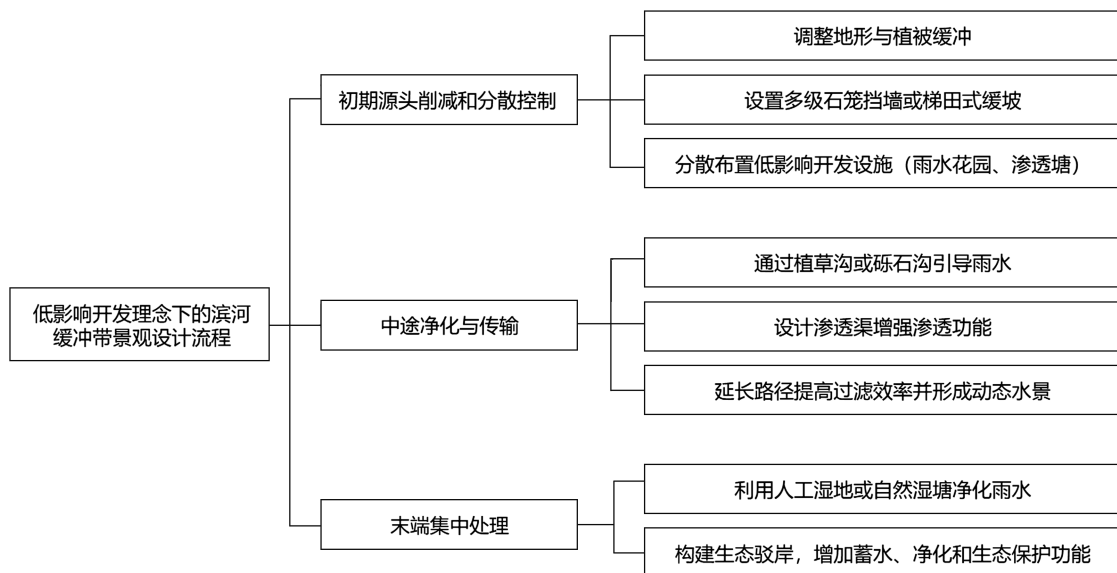 低影响开发理念下的滨河
缓冲带景观设计流程
初期源头削减和分散控制
调整地形与植被缓冲
设置多级石笼挡墙或梯田式缓坡
分散布置低影响开发设施（雨水花园、渗透塘）
中途净化与传输
通过植草沟或砾石沟引导雨水
设计渗透渠增强渗透功能
延长路径提高过滤效率并形成动态水景
末端集中处理
利用人工湿地或自然湿塘净化雨水
构建生态驳岸，增加蓄水、净化和生态保护功能